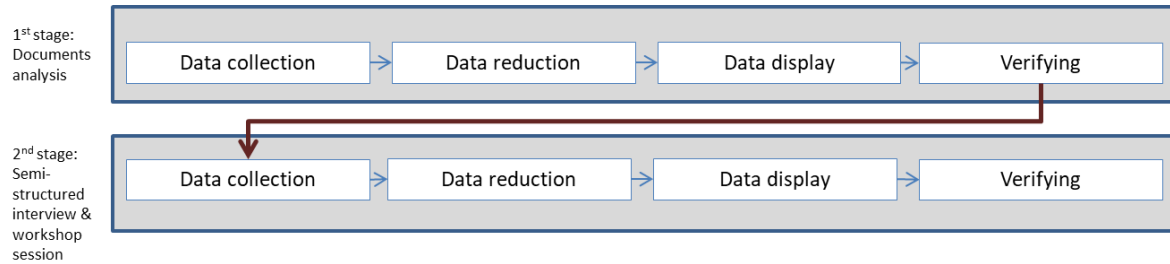 1st stage:
Documents
analysis
Data collection
Data reduction
Data display
Verifying
2nd stage:
Semi-
structured
interview &
workshop
session
Data collection
Data reduction
Data display
Verifying